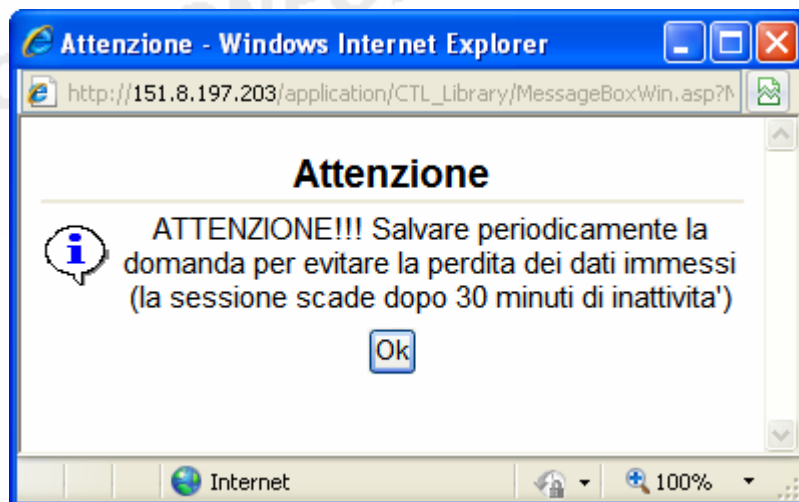 Attenzione - Windows Internet Explorer
http://151.8.197.203/application/CTL_Library/MessageBoxWin.asp?M
Attenzione
ATTENZIONE!!! Salvare periodicamente la
domanda per evitare la perdita dei dati immessi
(la sessione scade dopo 30 minuti di inattivita')
Ok
Internet
100%